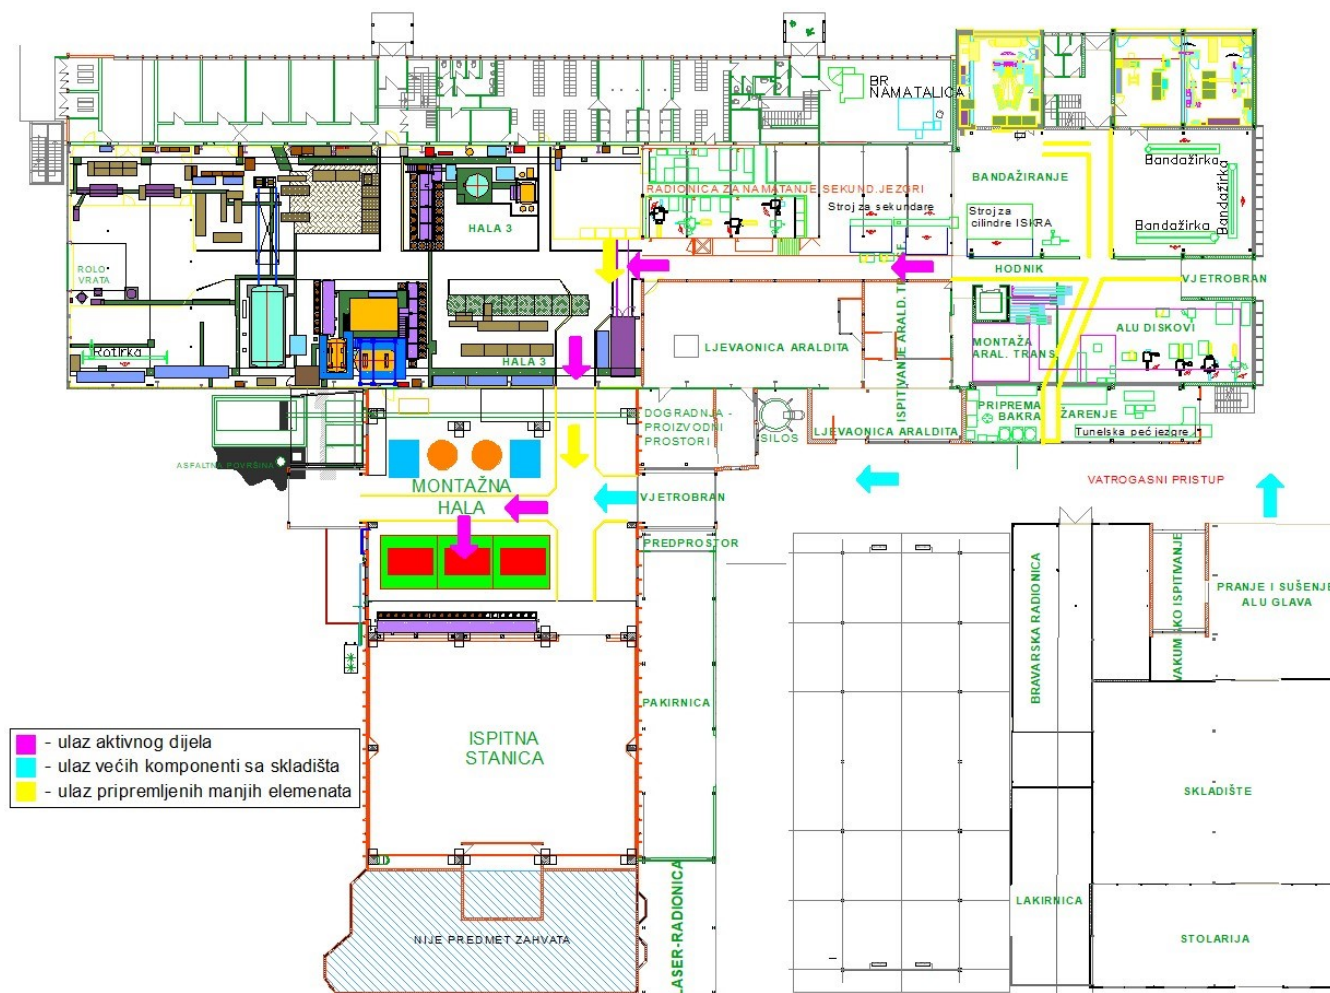 BR
NAMATALICA
BANDAŽIRANJE
Bandažirka
Bandažirka
Bandažirka
RADIONICA ZA NAMATANJE SEKUND.JEZGRI
Stroj za sekundare
Stroj za
cilindre ISKRA
HALA 3
HODNIK
VJETROBRAN
ROLO
VRATA
ALU DISKOVI
MONTAŽA
ARAL. TRANS.
LJEVAONICA ARALDITA
ISPITIVANJE ARALD.
Rotirka
HALA 3
DOGRADNJA -
PROIZVODNI
PROSTORI
SILOS
LJEVAONICA ARALDITA
PRIPREMA
BAKRA
ŽARENJE
Tunelska peć jezgre
ASFALTNA POVRŠINA
MONTAŽNA
HALA
VJETROBRAN
VATROGASNI PRISTUP
PREDPROSTOR
BRAVARSKA RADIONICA
VAKUMSKO ISPITIVANJE
PRANJE I SUŠENJE
ALU GLAVA
PAKIRNICA
ISPITNA
STANICA
- ulaz aktivnog dijela
- ulaz većih komponenti sa skladišta
- ulaz pripremljenih manjih elemenata
SKLADIŠTE
LAKIRNICA
LASER-RADIONICA
NIJE PREDMET ZAHVATA
STOLARIJA